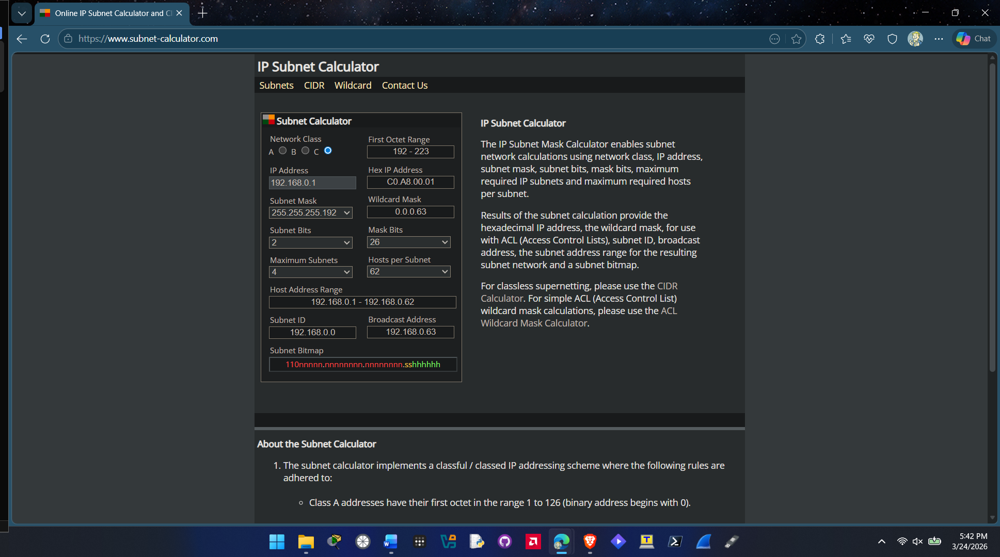 Online IP Subnet Calculator and C
https://www.subnet-calculator.com
Chat
IP Subnet Calculator
Subnets CIDR Wildcard Contact Us
Subnet Calculator
Network Class
A B C
First Octet Range
192 - 223
IP Address
192.168.0.1
Hex IP Address
C0.A8.00.01
Subnet Mask
255.255.255.192
Wildcard Mask
0.0.0.63
Subnet Bits
2
Mask Bits
26
Maximum Subnets
4
Hosts per Subnet
62
Host Address Range
192.168.0.1 - 192.168.0.62
Subnet ID
192.168.0.0
Broadcast Address
192.168.0.63
Subnet Bitmap
110nnnnn.nnnnnnnn.nnnnnnnn.sshhhhhh
IP Subnet Calculator
The IP Subnet Mask Calculator enables subnet
network calculations using network class, IP address,
subnet mask, subnet bits, mask bits, maximum
required IP subnets and maximum required hosts
per subnet.
Results of the subnet calculation provide the
hexadecimal IP address, the wildcard mask, for use
with ACL (Access Control Lists), subnet ID, broadcast
address, the subnet address range for the resulting
subnet network and a subnet bitmap.
For classless supernetting, please use the CIDR
Calculator. For simple ACL (Access Control List)
wildcard mask calculations, please use the ACL
Wildcard Mask Calculator.
About the Subnet Calculator
1. The subnet calculator implements a classful / classed IP addressing scheme where the following rules are
adhered to:
Class A addresses have their first octet in the range 1 to 126 (binary address begins with 0).
5:42 PM
3/24/2026